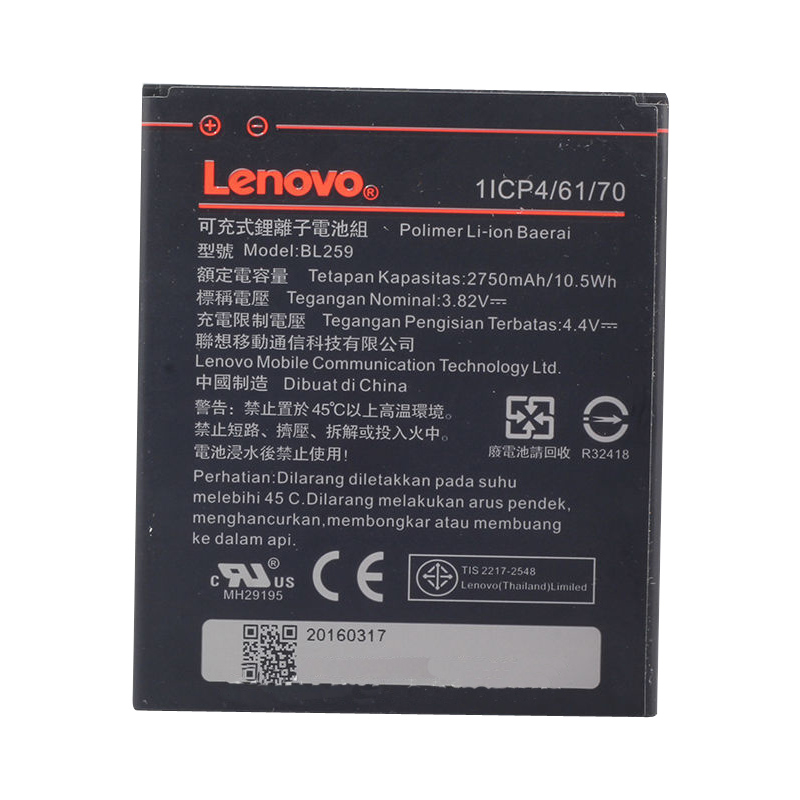 Lenovo®
1ICP4/61/70
可充式鋰離子電池組 Polimer Li-ion Baerai
型號 Model:BL259
額定電容量 Tetapan Kapasitas:2750mAh/10.5Wh
標稱電壓 Tegangan Nominal:3.82V⎓
充電限制電壓 Tegangan Pengisian Terbatas:4.4V⎓
聯想移動通信科技有限公司
Lenovo Mobile Communication Technology Ltd.
中國制造 Dibuat di China
警告: 禁止置於45℃以上高溫環境。
禁止短路、擠壓、拆解或投入火中。
電池浸水後禁止使用!
廢電池請回收
R32418
Perhatian:Dilarang diletakkan pada suhu
melebihi 45 C.Dilarang melakukan arus pendek,
menghancurkan,membongkar atau membuang
ke dalam api.
c RU® US
MH29195
CE
TIS 2217-2548
Lenovo(Thailand)Limited
20160317